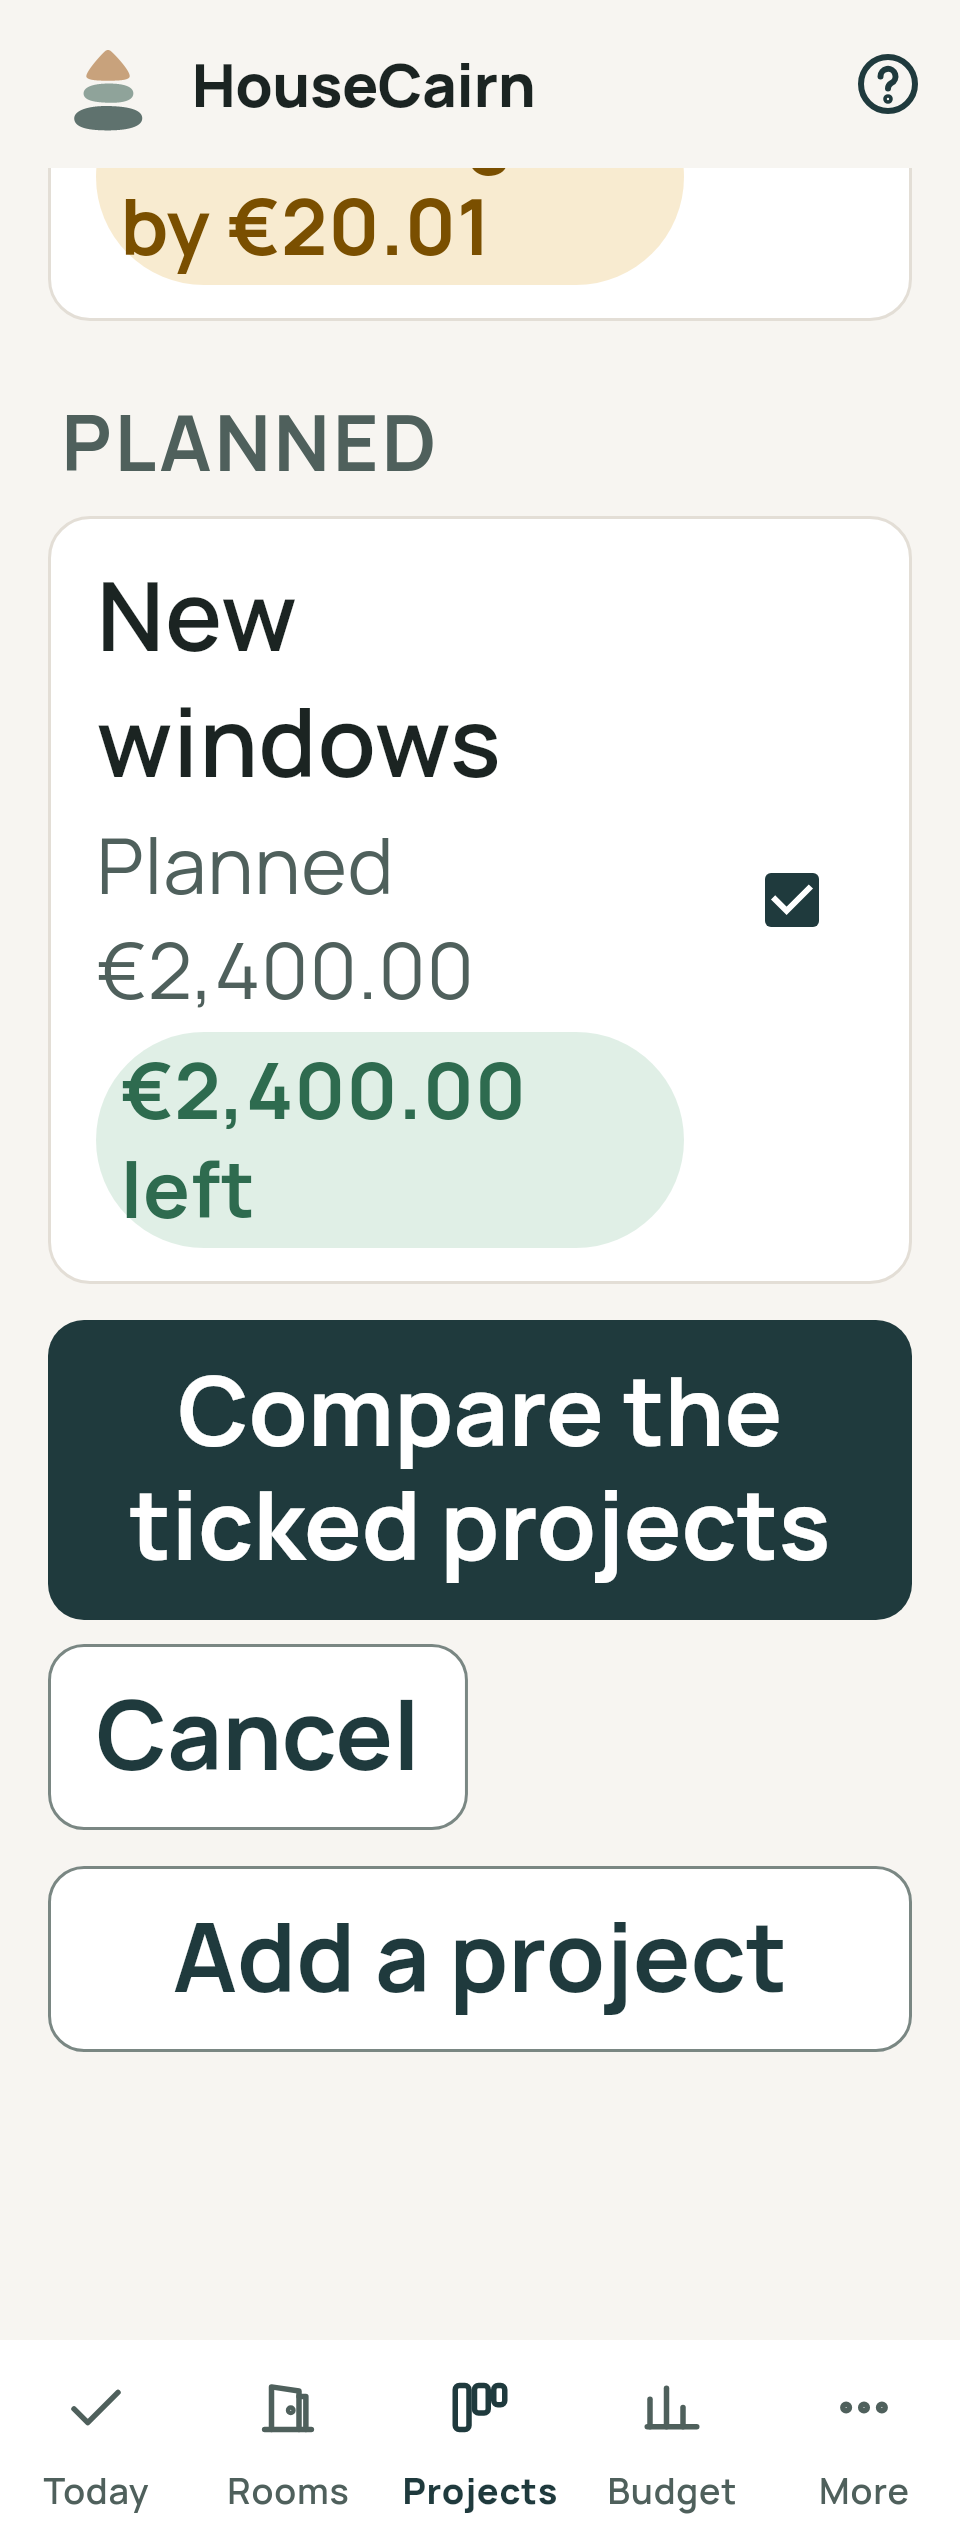 HouseCairn
by €20.01
PLANNED
New
windows
Planned
€2,400.00
€2,400.00
left
Compare the
ticked projects
Cancel
Add a project
Today
Rooms
Projects
Budget
More